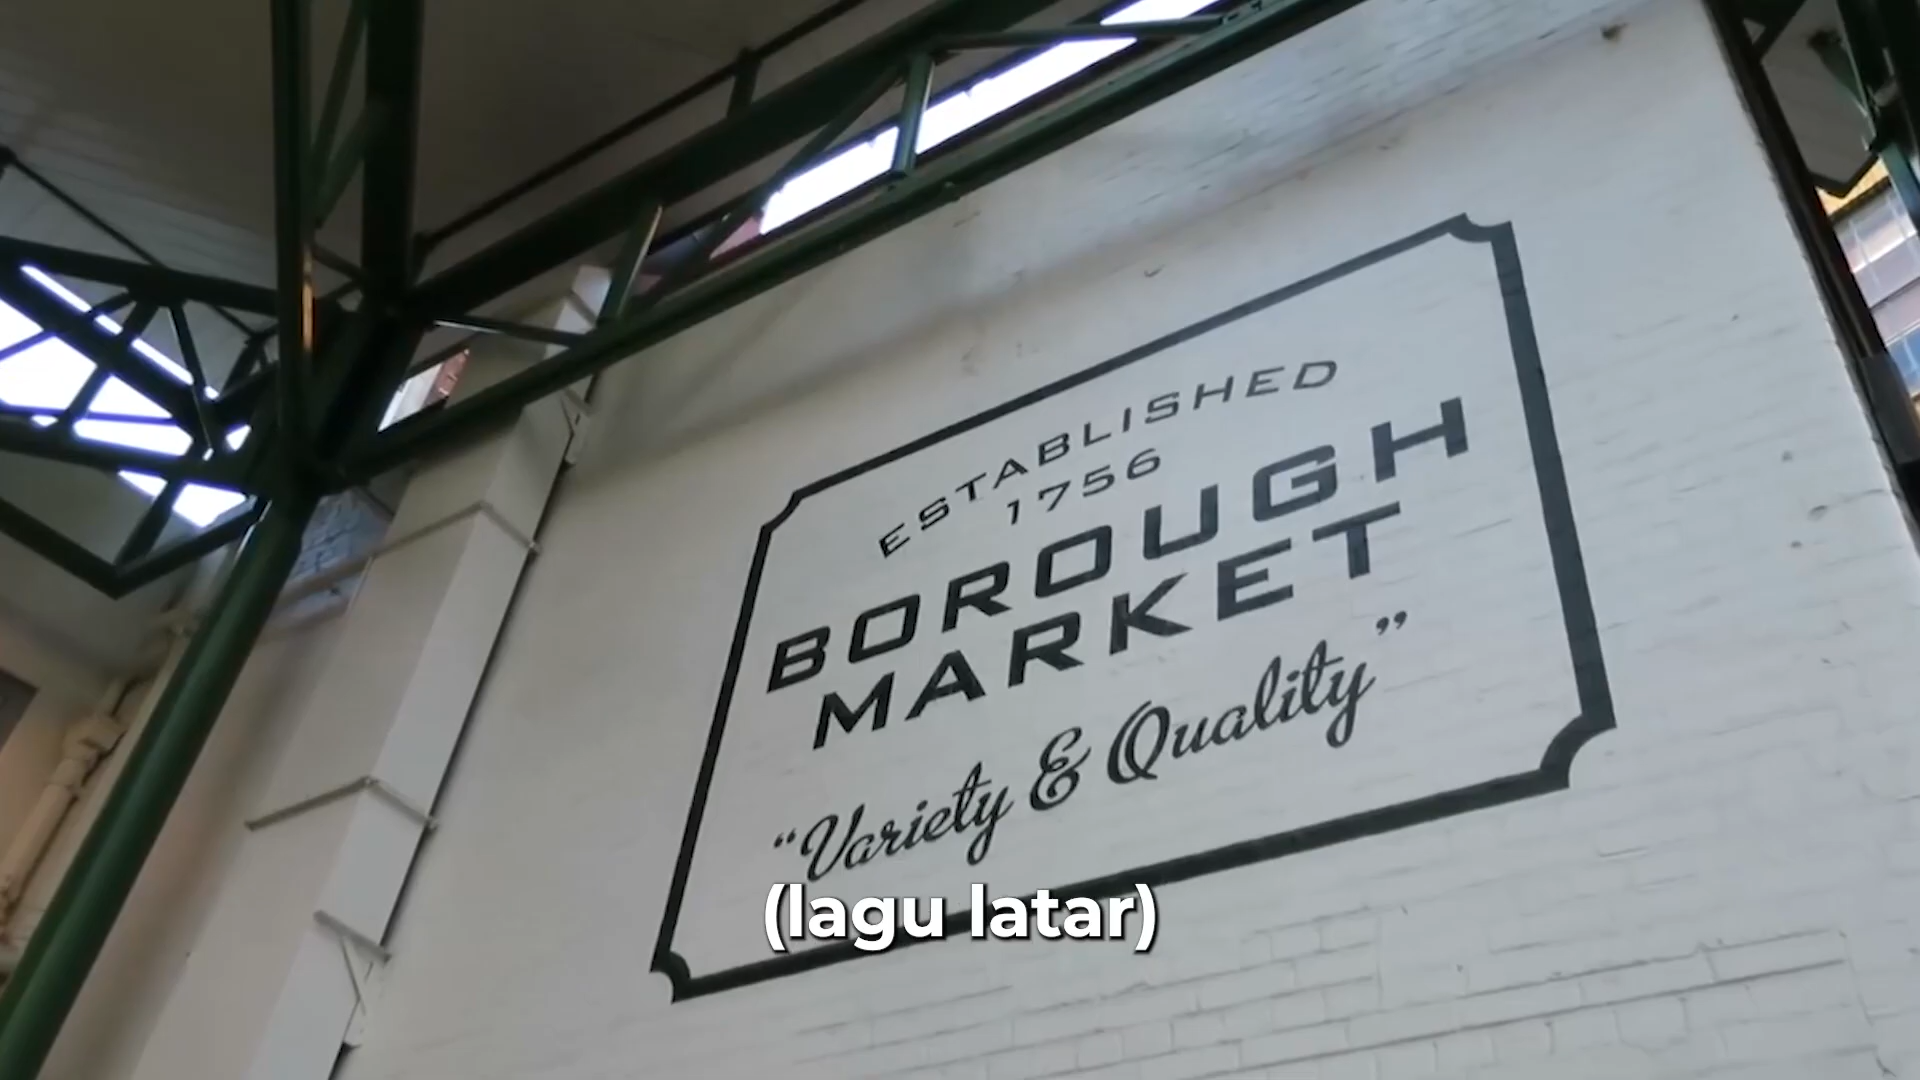 ESTABLISHED
1756
BOROUGH
MARKET
“Variety & Quality”
(lagu latar)